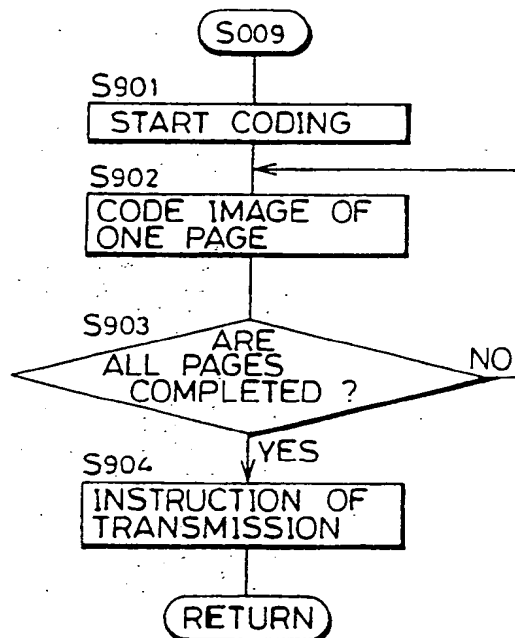 S009
S901
START CODING
S902
CODE IMAGE OF
ONE PAGE
S903
ARE
ALL PAGES
COMPLETED ?
NO
YES
S904
INSTRUCTION OF
TRANSMISSION
RETURN